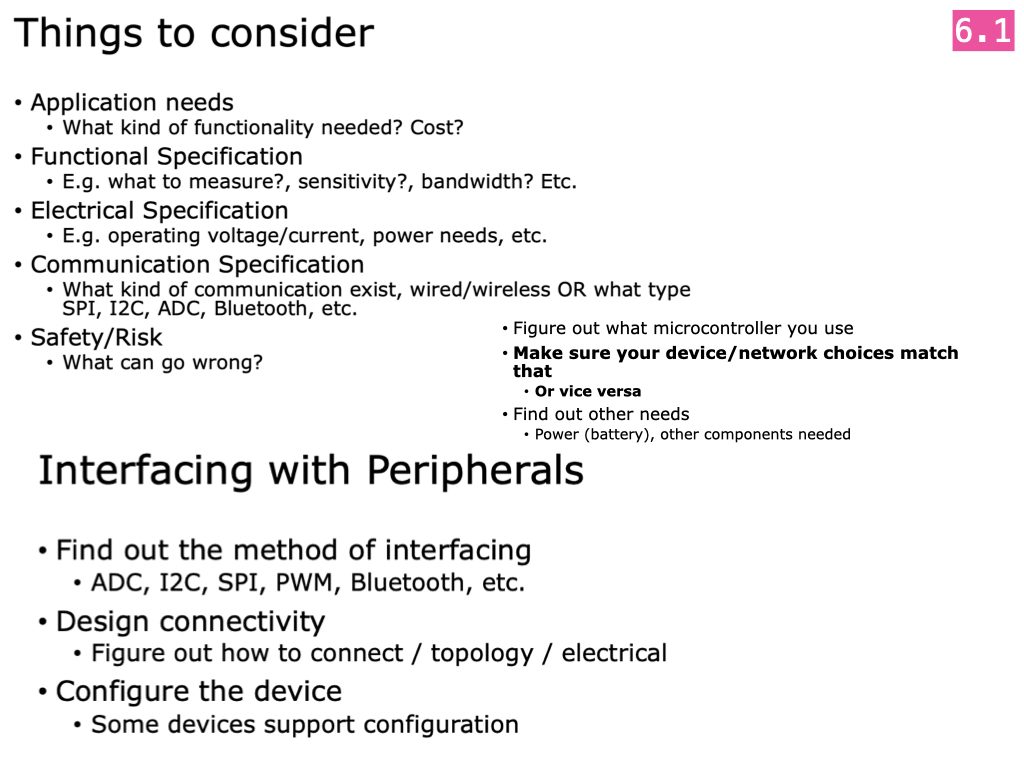 Things to consider
6.1
• Application needs
• What kind of functionality needed? Cost?
• Functional Specification
• E.g. what to measure?, sensitivity?, bandwidth? Etc.
• Electrical Specification
• E.g. operating voltage/current, power needs, etc.
• Communication Specification
• What kind of communication exist, wired/wireless OR what type
SPI, I2C, ADC, Bluetooth, etc.
• Safety/Risk
• What can go wrong?
• Figure out what microcontroller you use
• Make sure your device/network choices match
that
• Or vice versa
• Find out other needs
• Power (battery), other components needed
Interfacing with Peripherals
• Find out the method of interfacing
• ADC, I2C, SPI, PWM, Bluetooth, etc.
• Design connectivity
• Figure out how to connect / topology / electrical
• Configure the device
• Some devices support configuration